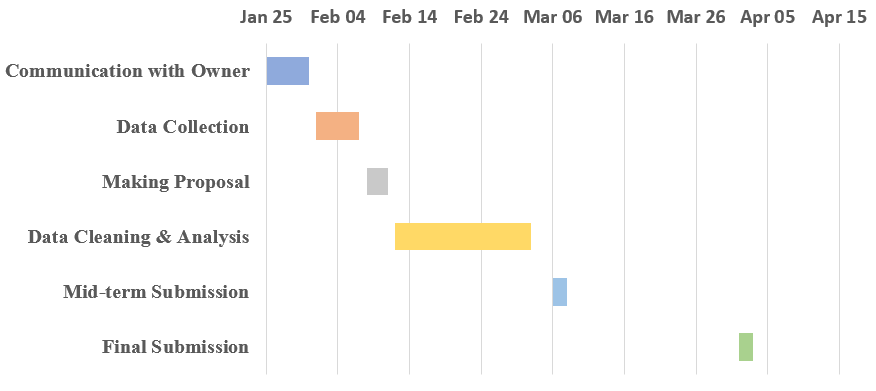 Jan 25 Feb 04 Feb 14 Feb 24 Mar 06 Mar 16 Mar 26 Apr 05 Apr 15
Communication with Owner
Data Collection
Making Proposal
Data Cleaning & Analysis
Mid-term Submission
Final Submission